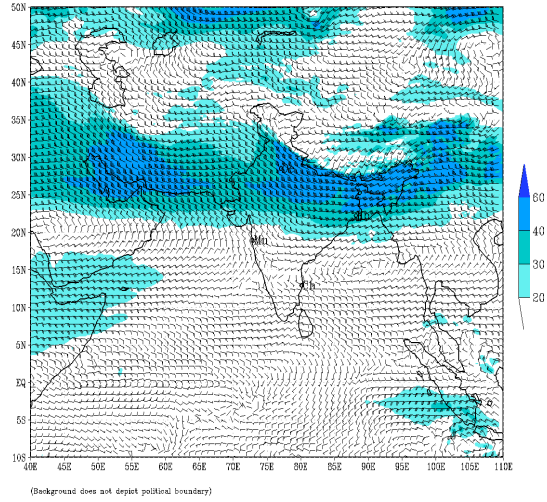 50N
45N
40N
35N
30N
25N
20N
15N
10N
5N
EQ
5S
10S
40E 45E 50E 55E 60E 65E 70E 75E 80E 85E 90E 95E 100E 105E 110E
Mu
60
40
30
20
(Background does not depict political boundary)